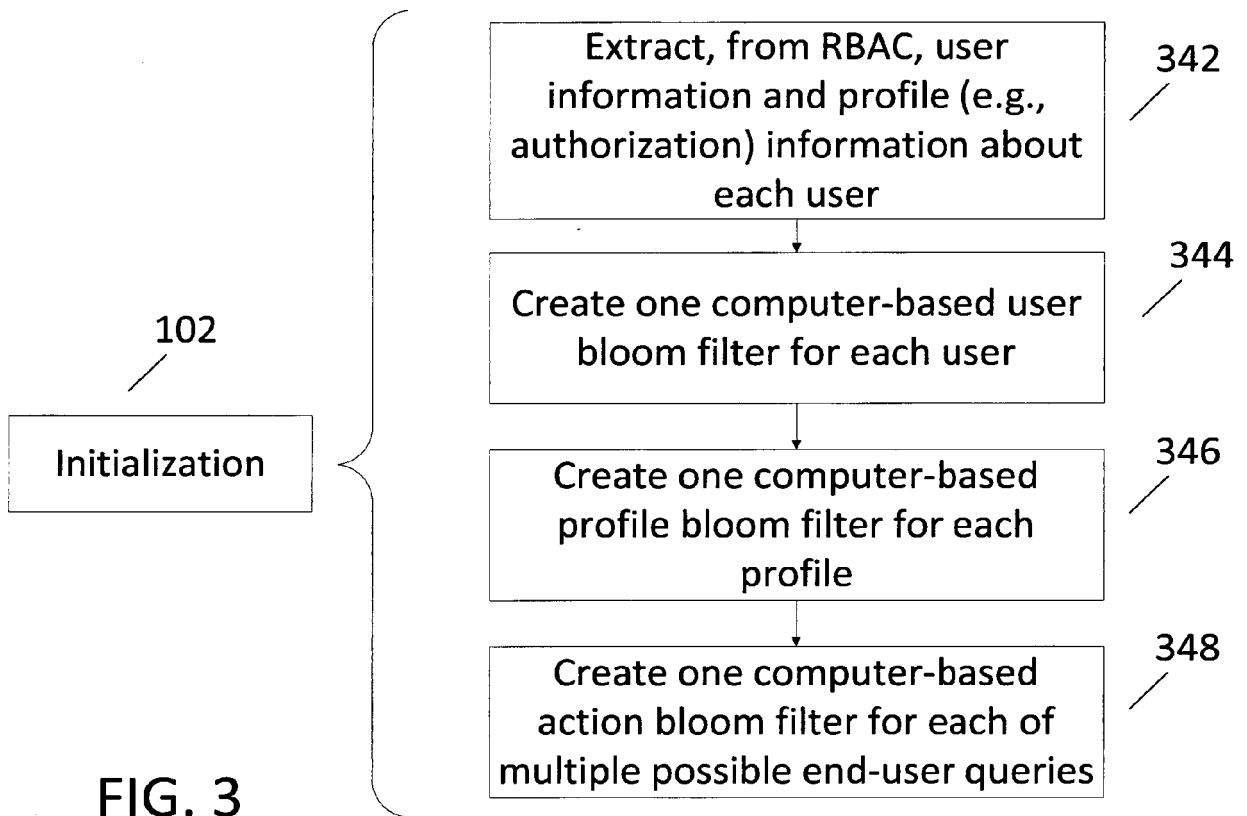 Extract, from RBAC, user
information and profile (e.g.,
authorization) information about
each user
342
Create one computer-based user
bloom filter for each user
344
102
Initialization
Create one computer-based
profile bloom filter for each
profile
346
Create one computer-based
action bloom filter for each of
multiple possible end-user queries
348
FIG. 3